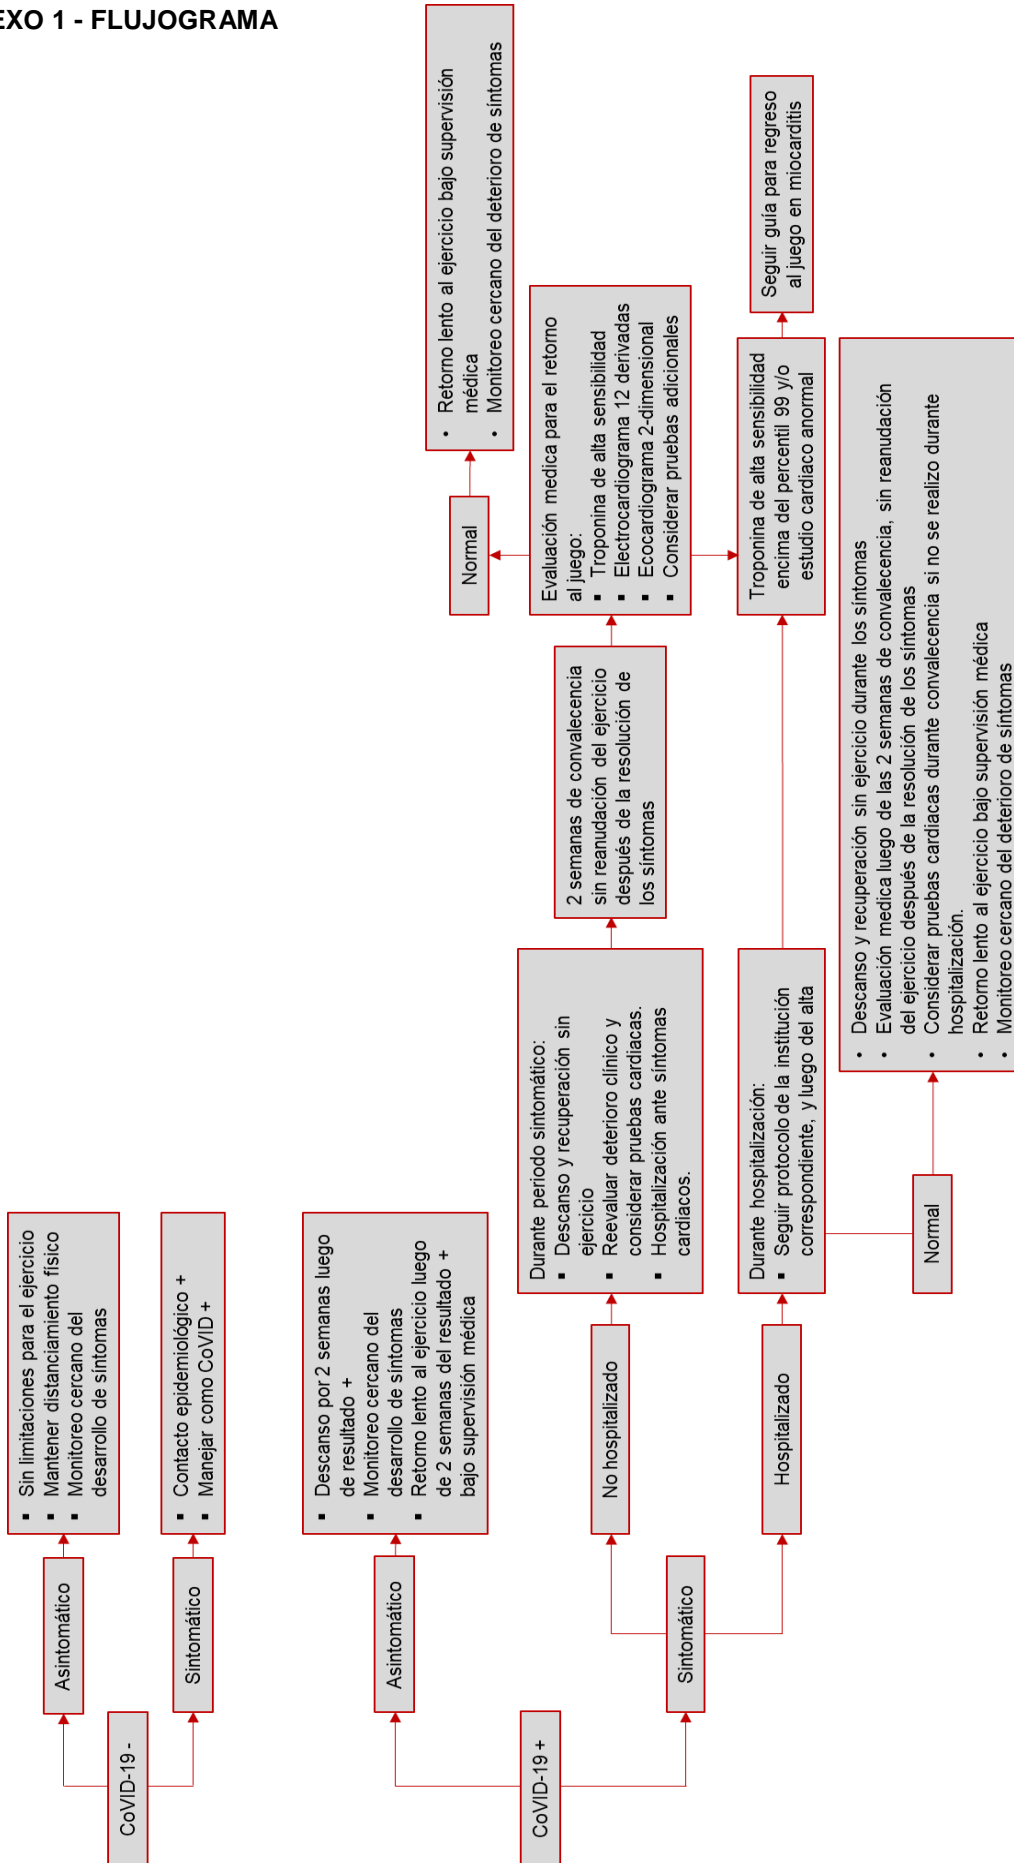 EXO 1 - FLUJOGRAMA
CoVID-19 -
Asintomático
▪ Sin limitaciones para el ejercicio
▪ Mantener distanciamiento físico
▪ Monitoreo cercano del
desarrollo de síntomas
Sintomático
▪ Contacto epidemiológico +
▪ Manejar como CoVID +
CoVID-19 +
Asintomático
▪ Descanso por 2 semanas luego
de resultado +
▪ Monitoreo cercano del
desarrollo de síntomas
▪ Retorno lento al ejercicio luego
de 2 semanas del resultado +
bajo supervisión médica
Sintomático
No hospitalizado
Durante periodo sintomático:
▪ Descanso y recuperación sin
ejercicio
▪ Reevaluar deterioro clínico y
considerar pruebas cardiacas.
▪ Hospitalización ante síntomas
cardiacos.
2 semanas de convalecencia
sin reanudación del ejercicio
después de la resolución de
los síntomas
Evaluación medica para el retorno
al juego:
▪ Troponina de alta sensibilidad
▪ Electrocardiograma 12 derivadas
▪ Ecocardiograma 2-dimensional
▪ Considerar pruebas adicionales
Normal
• Retorno lento al ejercicio bajo supervisión
médica
• Monitoreo cercano del deterioro de síntomas
Hospitalizado
Durante hospitalización:
▪ Seguir protocolo de la institución
correspondiente, y luego del alta
Troponina de alta sensibilidad
encima del percentil 99 y/o
estudio cardiaco anormal
Seguir guía para regreso
al juego en miocarditis
Normal
• Descanso y recuperación sin ejercicio durante los síntomas
• Evaluación medica luego de las 2 semanas de convalecencia, sin reanudación
del ejercicio después de la resolución de los síntomas
• Considerar pruebas cardiacas durante convalecencia si no se realizo durante
hospitalización.
• Retorno lento al ejercicio bajo supervisión médica
• Monitoreo cercano del deterioro de síntomas